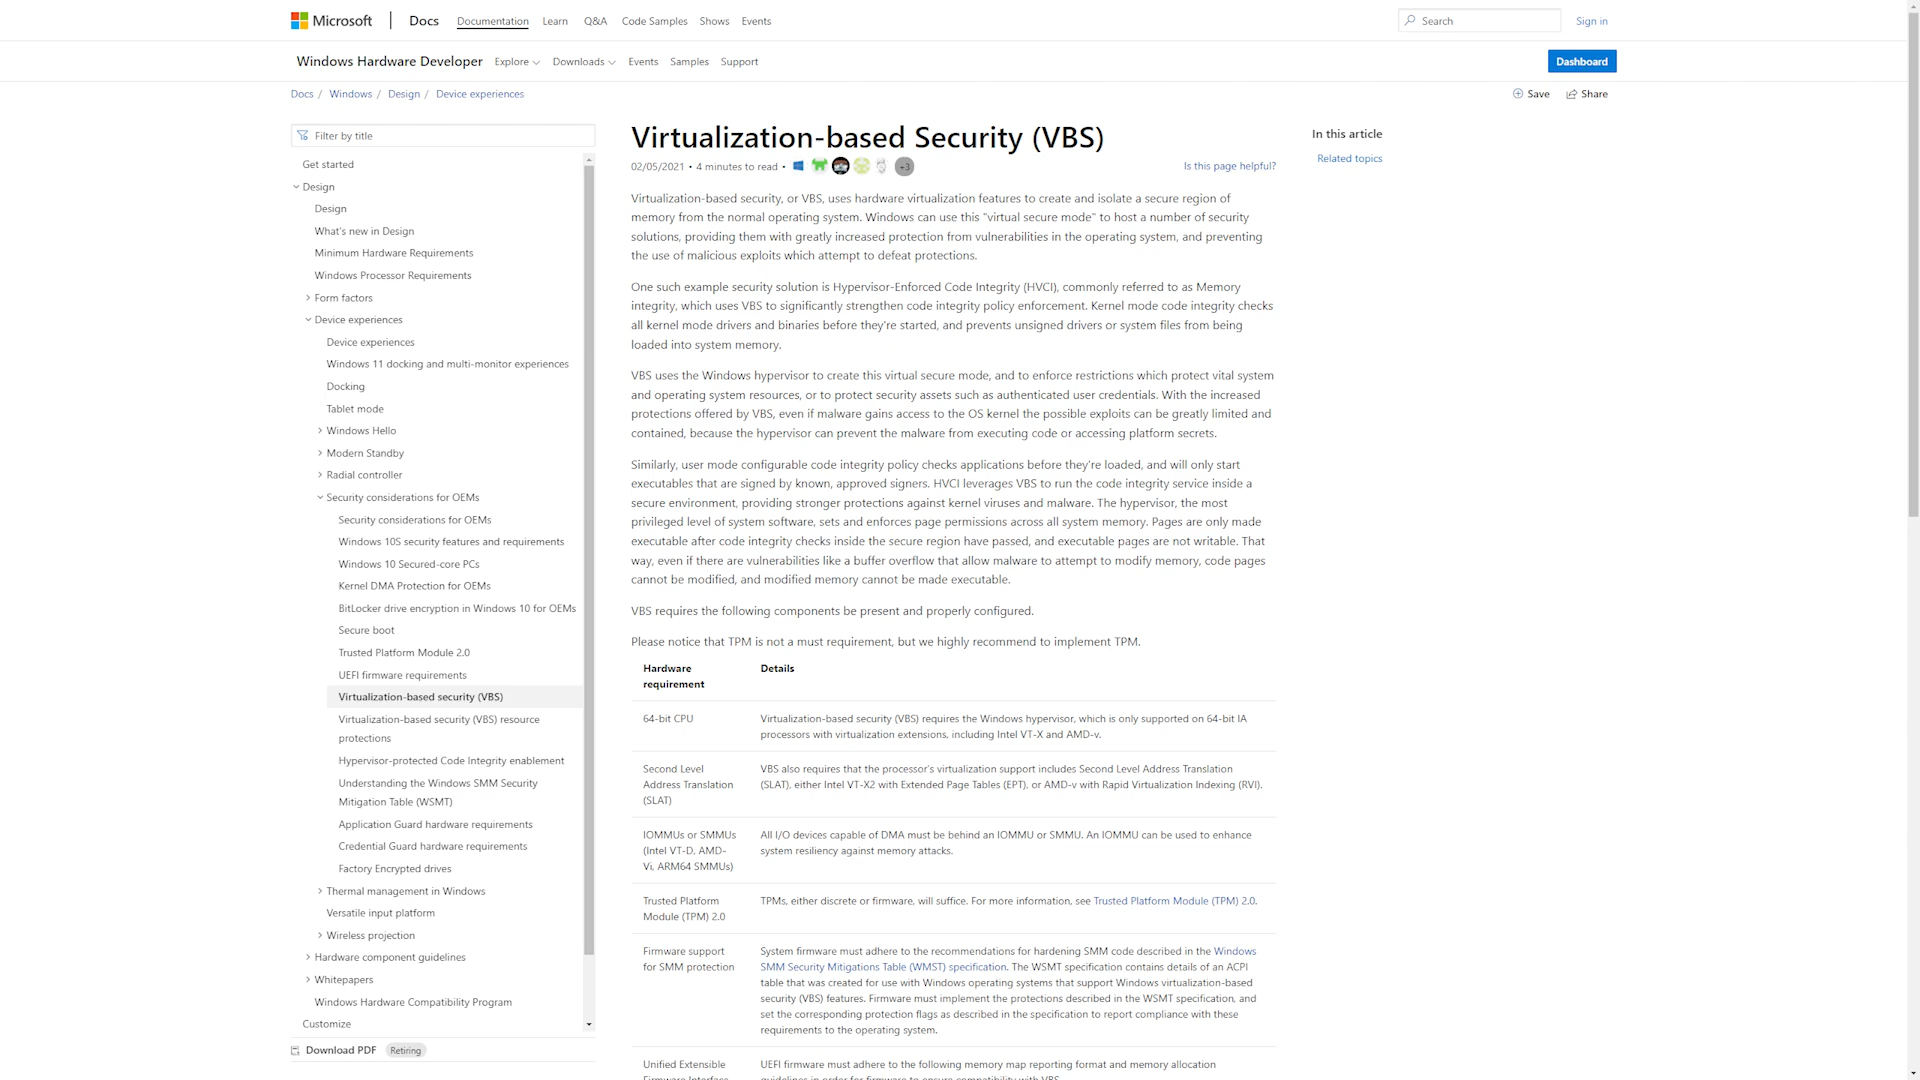 Microsoft
Docs
Documentation
Learn
Q&A
Code Samples
Shows
Events
Search
Sign in
Windows Hardware Developer
Explore
Downloads
Events
Samples
Support
Dashboard
Docs / Windows / Design / Device experiences
Save
Share
Filter by title
Get started
Design
Design
What's new in Design
Minimum Hardware Requirements
Windows Processor Requirements
Form factors
Device experiences
Device experiences
Windows 11 docking and multi-monitor experiences
Docking
Tablet mode
Windows Hello
Modern Standby
Radial controller
Security considerations for OEMs
Security considerations for OEMs
Windows 10S security features and requirements
Windows 10 Secured-core PCs
Kernel DMA Protection for OEMs
BitLocker drive encryption in Windows 10 for OEMs
Secure boot
Trusted Platform Module 2.0
UEFI firmware requirements
Virtualization-based security (VBS)
Virtualization-based security (VBS) resource
protections
Hypervisor-protected Code Integrity enablement
Understanding the Windows SMM Security
Mitigation Table (WSMT)
Application Guard hardware requirements
Credential Guard hardware requirements
Factory Encrypted drives
Thermal management in Windows
Versatile input platform
Wireless projection
Hardware component guidelines
Whitepapers
Windows Hardware Compatibility Program
Customize
Download PDF
Retiring
Virtualization-based Security (VBS)
02/05/2021 • 4 minutes to read •
+3
Is this page helpful?
Virtualization-based security, or VBS, uses hardware virtualization features to create and isolate a secure region of
memory from the normal operating system. Windows can use this "virtual secure mode" to host a number of security
solutions, providing them with greatly increased protection from vulnerabilities in the operating system, and preventing
the use of malicious exploits which attempt to defeat protections.
One such example security solution is Hypervisor-Enforced Code Integrity (HVCI), commonly referred to as Memory
integrity, which uses VBS to significantly strengthen code integrity policy enforcement. Kernel mode code integrity checks
all kernel mode drivers and binaries before they're started, and prevents unsigned drivers or system files from being
loaded into system memory.
VBS uses the Windows hypervisor to create this virtual secure mode, and to enforce restrictions which protect vital system
and operating system resources, or to protect security assets such as authenticated user credentials. With the increased
protections offered by VBS, even if malware gains access to the OS kernel the possible exploits can be greatly limited and
contained, because the hypervisor can prevent the malware from executing code or accessing platform secrets.
Similarly, user mode configurable code integrity policy checks applications before they're loaded, and will only start
executables that are signed by known, approved signers. HVCI leverages VBS to run the code integrity service inside a
secure environment, providing stronger protections against kernel viruses and malware. The hypervisor, the most
privileged level of system software, sets and enforces page permissions across all system memory. Pages are only made
executable after code integrity checks inside the secure region have passed, and executable pages are not writable. That
way, even if there are vulnerabilities like a buffer overflow that allow malware to attempt to modify memory, code pages
cannot be modified, and modified memory cannot be made executable.
VBS requires the following components be present and properly configured.
Please notice that TPM is not a must requirement, but we highly recommend to implement TPM.
Hardware
requirement
Details
64-bit CPU
Virtualization-based security (VBS) requires the Windows hypervisor, which is only supported on 64-bit IA
processors with virtualization extensions, including Intel VT-X and AMD-v.
Second Level
Address Translation
(SLAT)
VBS also requires that the processor's virtualization support includes Second Level Address Translation
(SLAT), either Intel VT-X2 with Extended Page Tables (EPT), or AMD-v with Rapid Virtualization Indexing (RVI).
IOMMUs or SMMUs
(Intel VT-D, AMD-
Vi, ARM64 SMMUs)
All I/O devices capable of DMA must be behind an IOMMU or SMMU. An IOMMU can be used to enhance
system resiliency against memory attacks.
Trusted Platform
Module (TPM) 2.0
TPMs, either discrete or firmware, will suffice. For more information, see Trusted Platform Module (TPM) 2.0.
Firmware support
for SMM protection
System firmware must adhere to the recommendations for hardening SMM code described in the Windows
SMM Security Mitigations Table (WMST) specification. The WSMT specification contains details of an ACPI
table that was created for use with Windows operating systems that support Windows virtualization-based
security (VBS) features. Firmware must implement the protections described in the WSMT specification, and
set the corresponding protection flags as described in the specification to report compliance with these
requirements to the operating system.
Unified Extensible
Firmware Interface
UEFI firmware must adhere to the following memory map reporting format and memory allocation
guidelines in order for firmware to ensure compatibility with VBS.
In this article
Related topics